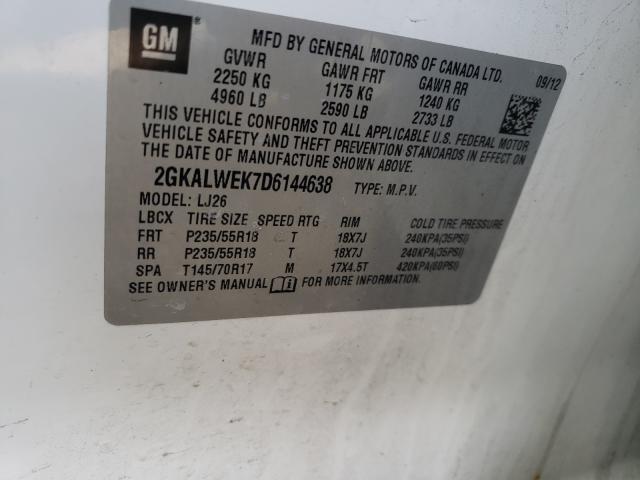 GM
MFD BY GENERAL MOTORS OF CANADA LTD.
GVWR GAWR FRT GAWR RR 09/12
2250 KG 1175 KG 1240 KG
4960 LB 2590 LB 2733 LB
THIS VEHICLE CONFORMS TO ALL APPLICABLE U.S. FEDERAL MOTOR
VEHICLE SAFETY AND THEFT PREVENTION STANDARDS IN EFFECT ON
THE DATE OF MANUFACTURE SHOWN ABOVE.
2GKALWEK7D6144638 TYPE: M.P.V.
MODEL: LJ26
LBCX TIRE SIZE SPEED RTG RIM COLD TIRE PRESSURE
FRT P235/55R18 T 18X7J 240KPA(35PSI)
RR P235/55R18 T 18X7J 240KPA(35PSI)
SPA T145/70R17 M 17X4.5T 420KPA(60PSI)
SEE OWNER'S MANUAL FOR MORE INFORMATION.